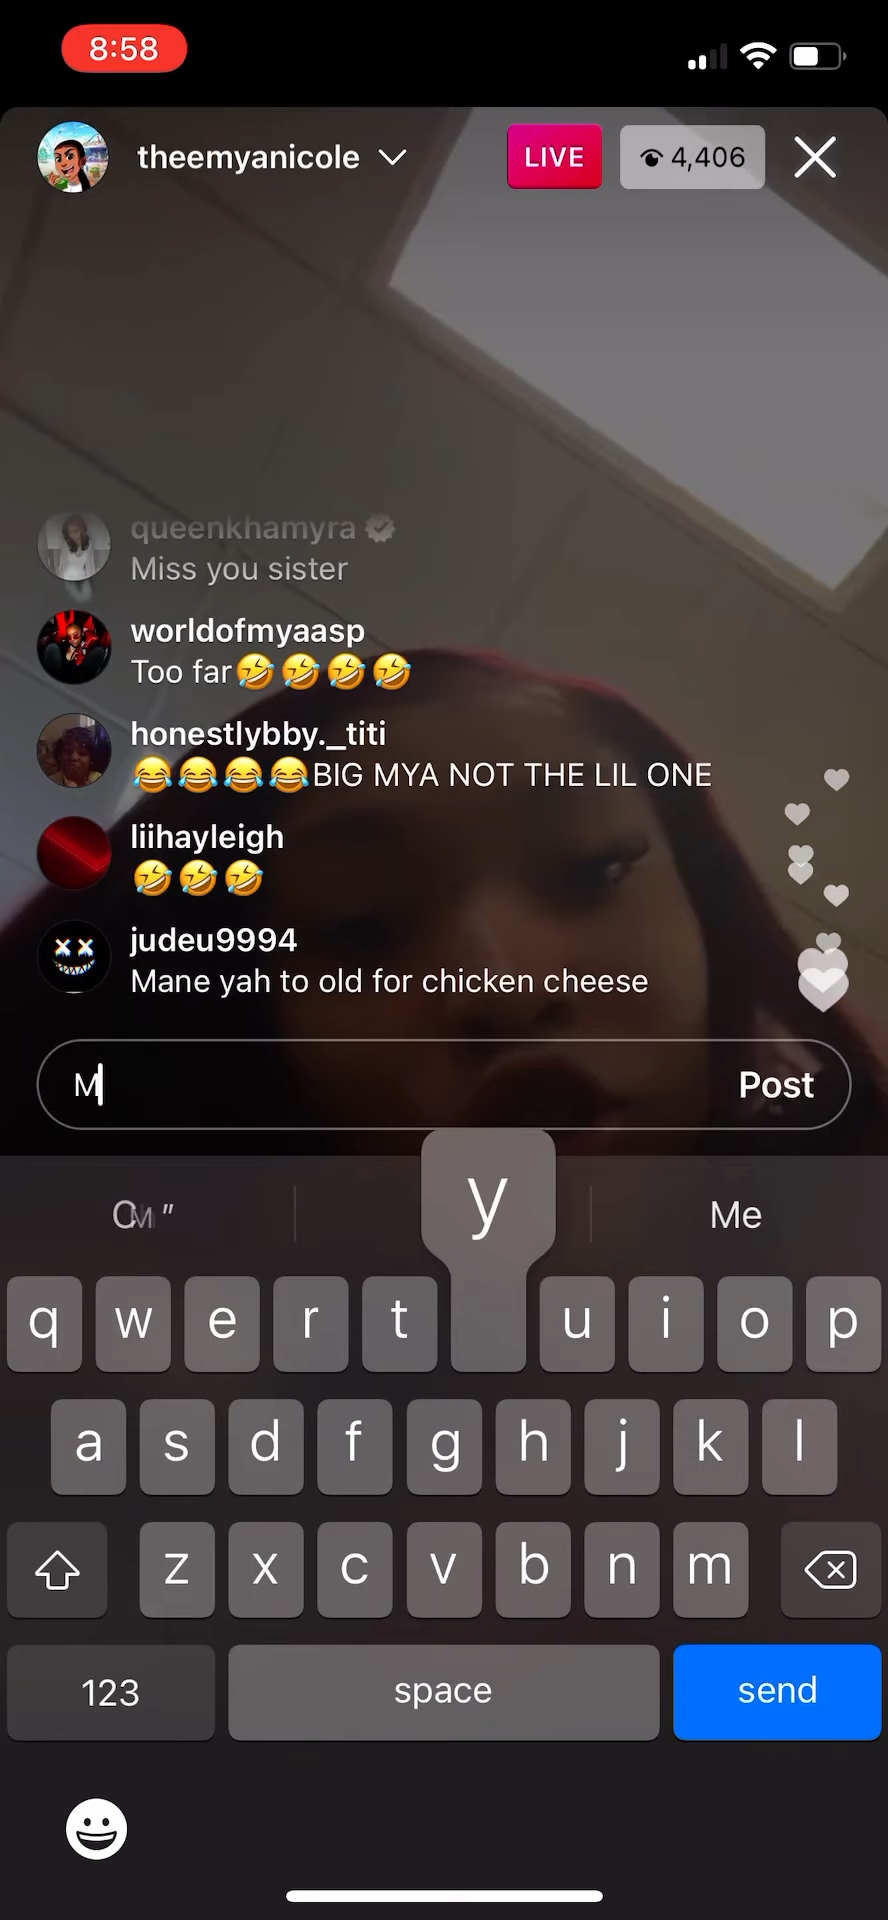 8:58
theemyanicole
LIVE
4,406
queenkhamyra
Miss you sister
worldofmyaasp
Too far🤣🤣🤣🤣
honestlybby._titi
😂😂😂😂BIG MYA NOT THE LIL ONE
liihayleigh
🤣🤣🤣
judeu9994
Mane yah to old for chicken cheese
M
Post
Me
y
q w e r t u i o p
a s d f g h j k l
z x c v b n m
123
space
send